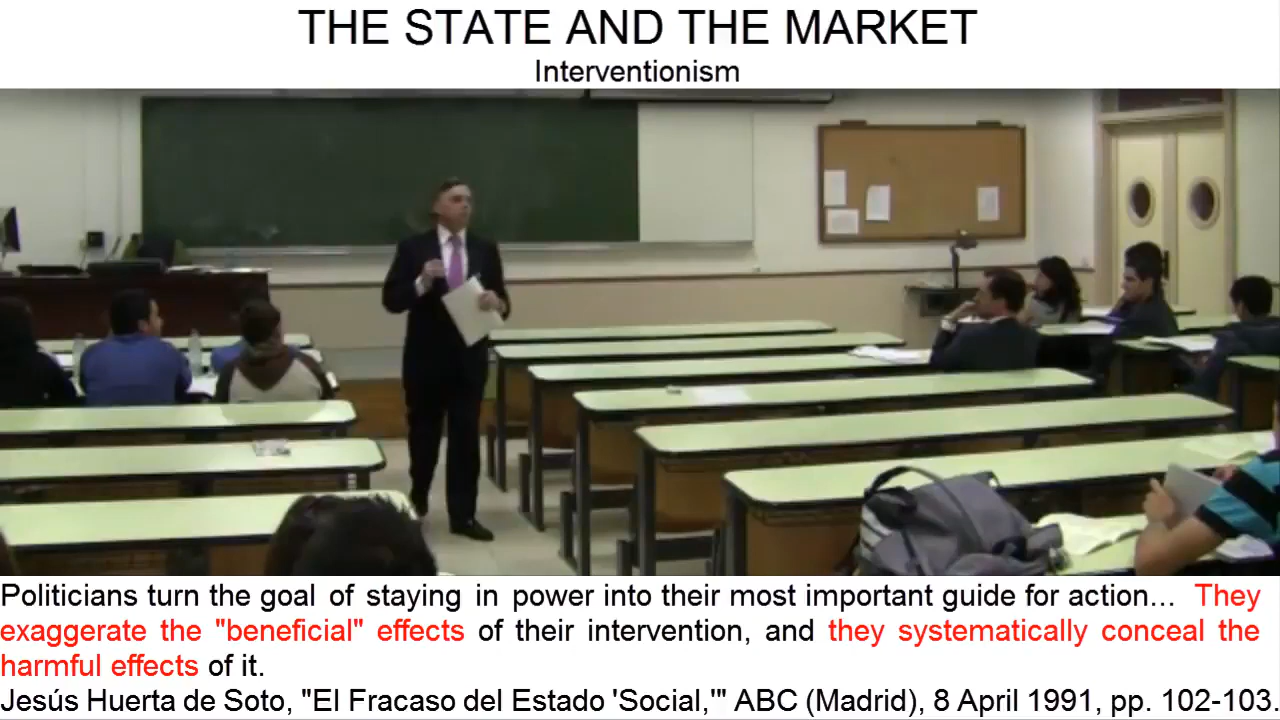 THE STATE AND THE MARKET
Interventionism
Politicians turn the goal of staying in power into their most important guide for action... They
exaggerate the "beneficial" effects of their intervention, and they systematically conceal the
harmful effects of it.
Jesús Huerta de Soto, "El Fracaso del Estado 'Social,'" ABC (Madrid), 8 April 1991, pp. 102-103.